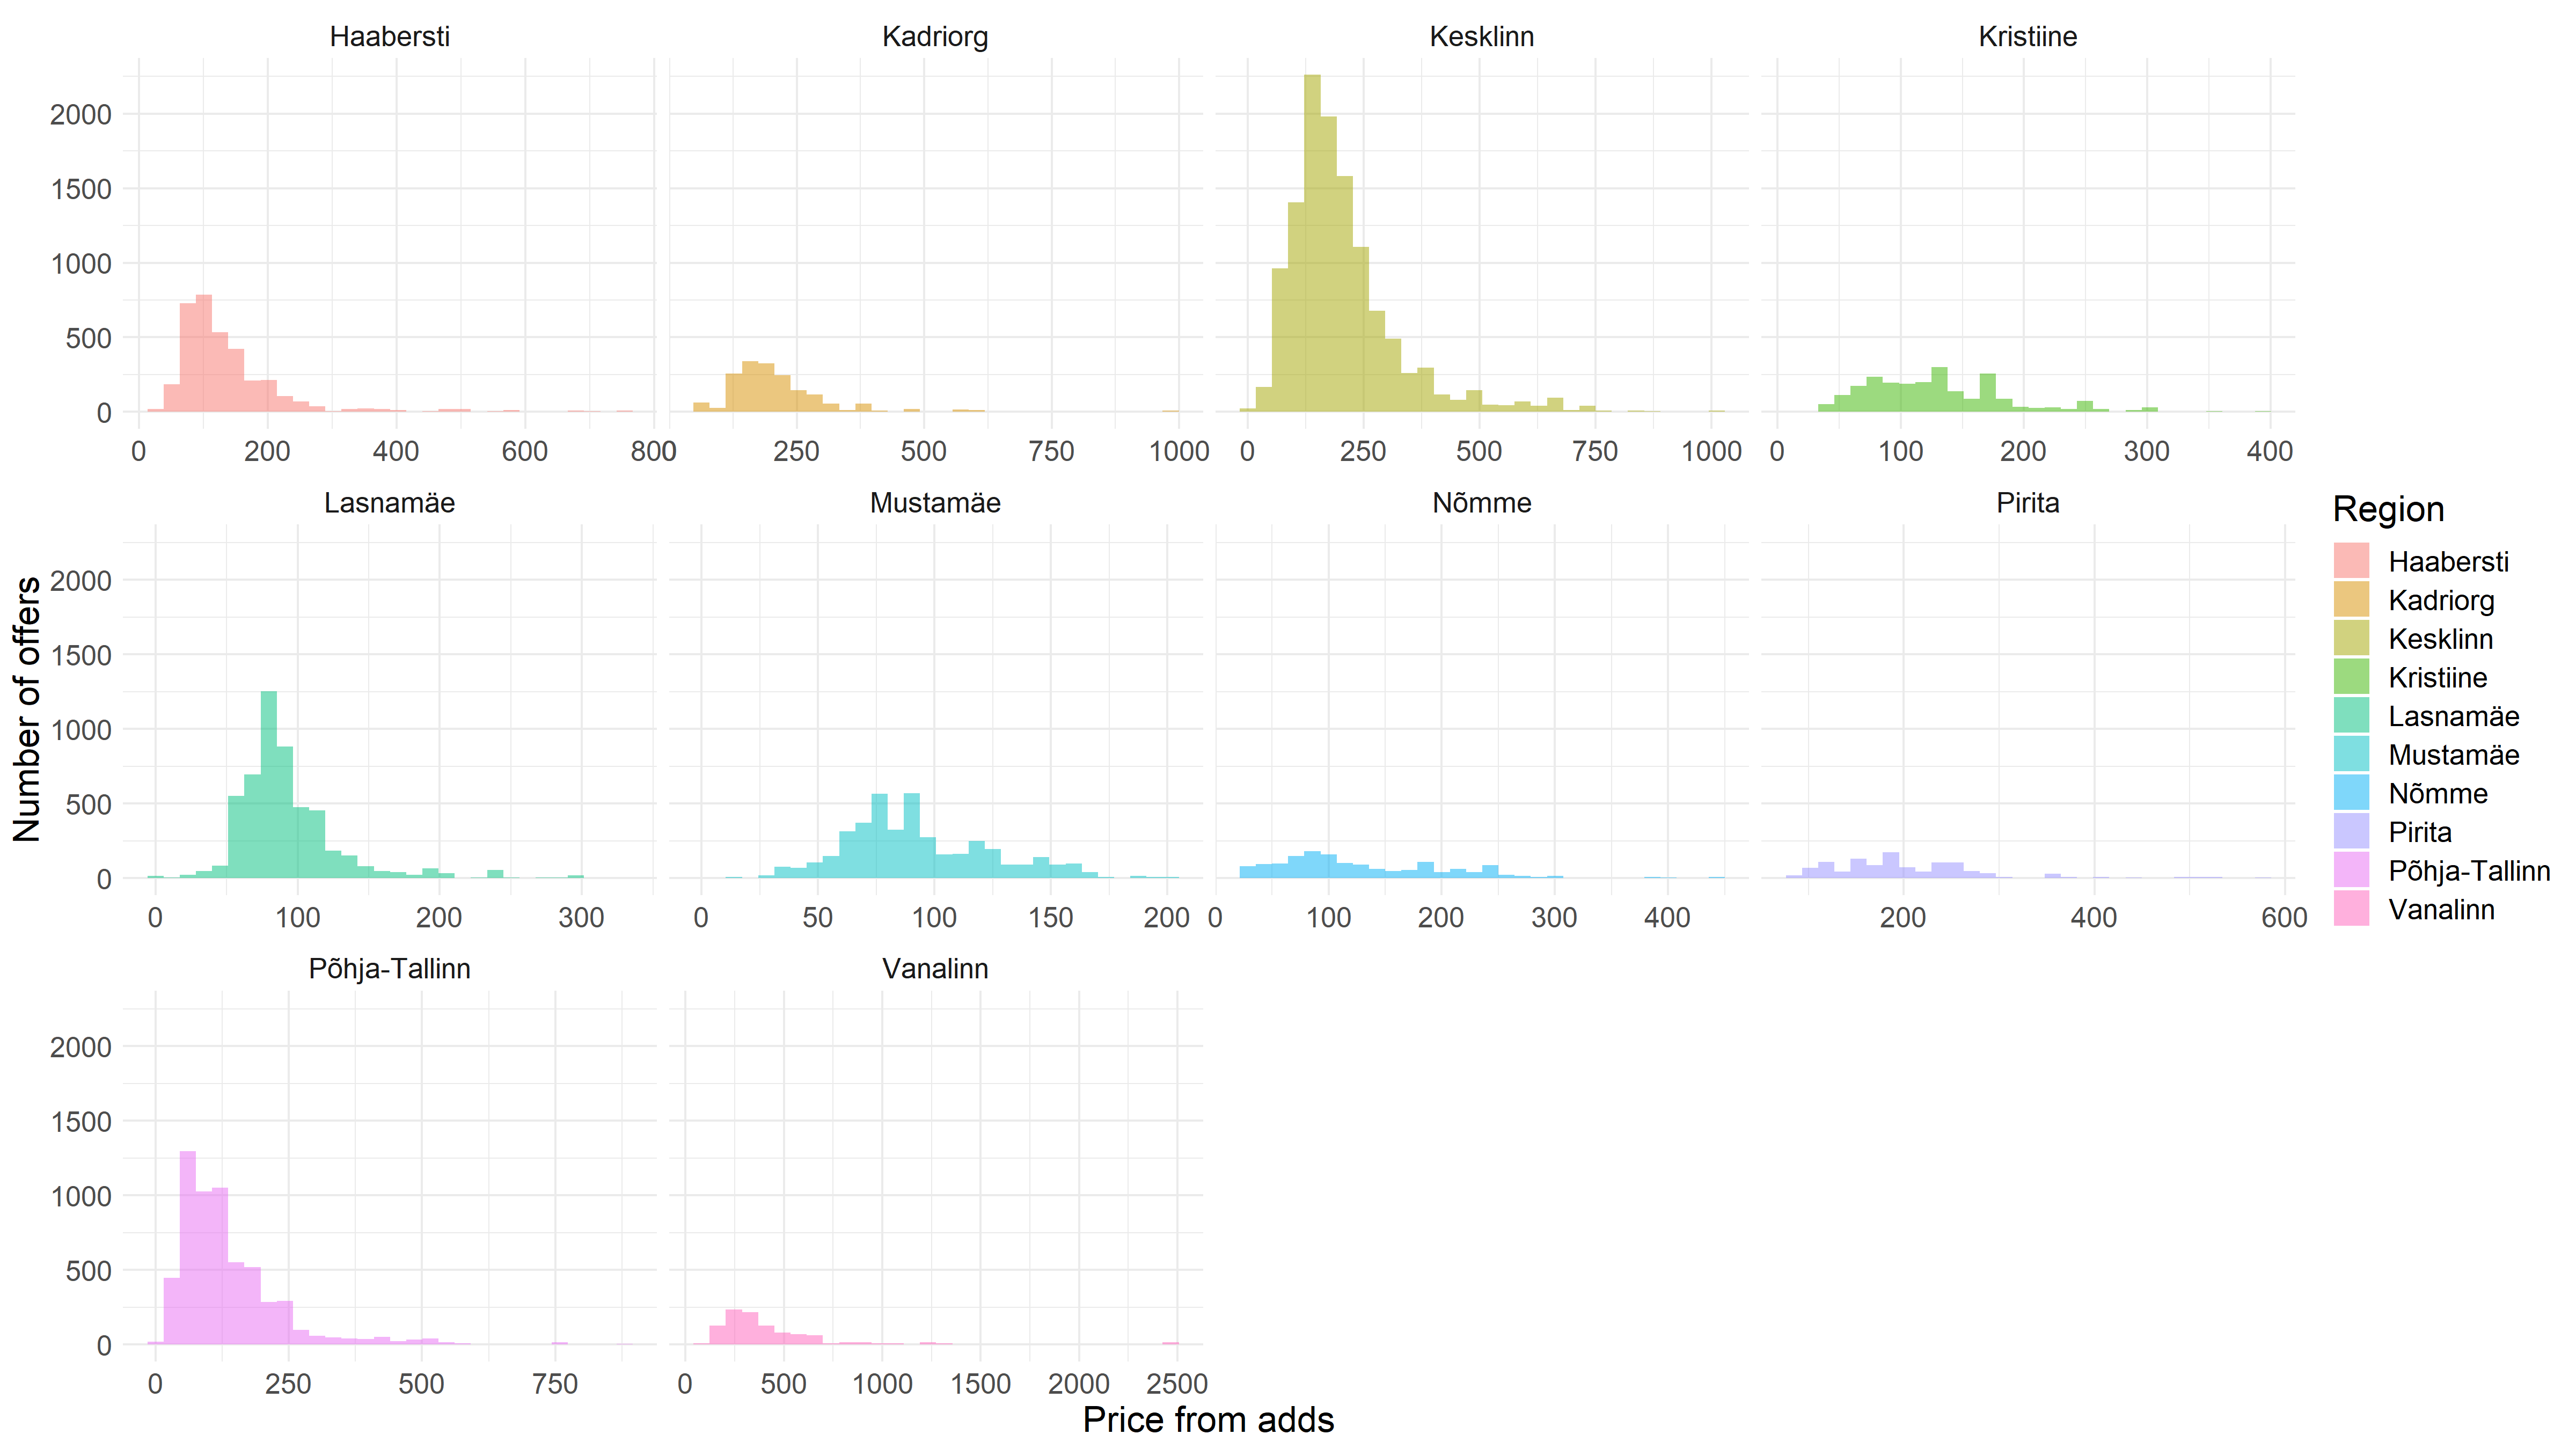 Haabersti Kadriorg Kesklinn Kristiine
2000
1500
1000
500
0
0 200 400 600 800 0 250 500 750 1000 0 250 500 750 1000 0 100 200 300 400
Lasnamäe Mustamäe Nõmme Pirita
2000
1500
1000
500
0
0 100 200 300 0 50 100 150 200 0 100 200 300 400 200 400 600
Põhja-Tallinn Vanalinn
2000
1500
1000
500
0
0 250 500 750 0 500 1000 1500 2000 2500
Number of offers
Price from adds
Region
Haabersti
Kadriorg
Kesklinn
Kristiine
Lasnamäe
Mustamäe
Nõmme
Pirita
Põhja-Tallinn
Vanalinn